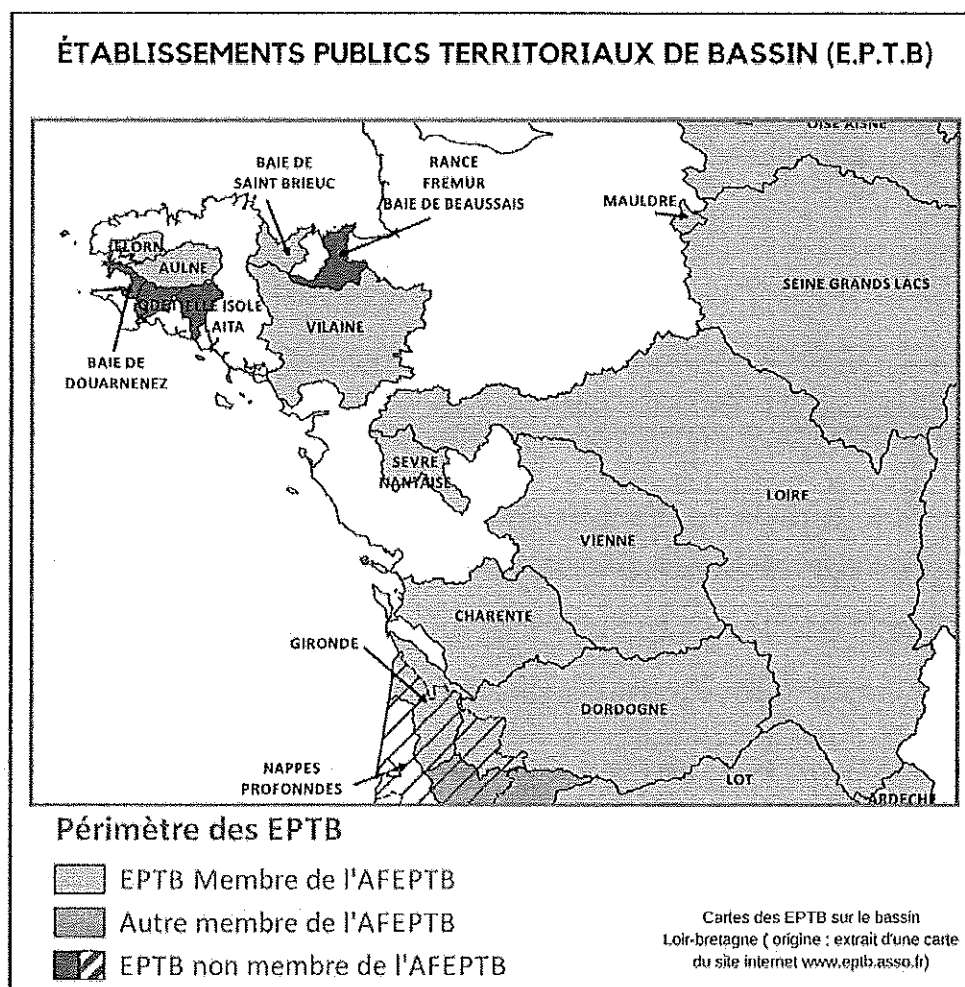 ÉTABLISSEMENTS PUBLICS TERRITORIAUX DE BASSIN (E.P.T.B)
OISE AISNE
BAIE DE
SAINT BRIEUC
RANCE
FREMUR
BAIE DE BEAUSSAIS
MAULDRE
ELORN
AULNE
SEINE GRANDS LACS
ISOLE
VILAINE
BAIE DE
DOUARNENEZ
SEVRE
NANTAISE
LOIRE
VIENNE
CHARENTE
GIRONDE
DORDOGNE
NAPPES
PROFONNDES
LOT
ARDECHE
Périmètre des EPTB
EPTB Membre de l'AFEPTB
Autre membre de l'AFEPTB
EPTB non membre de l'AFEPTB
Cartes des EPTB sur le bassin
Loir-bretagne ( origine : extrait d'une carte
du site internet www.eptb.asso.fr)